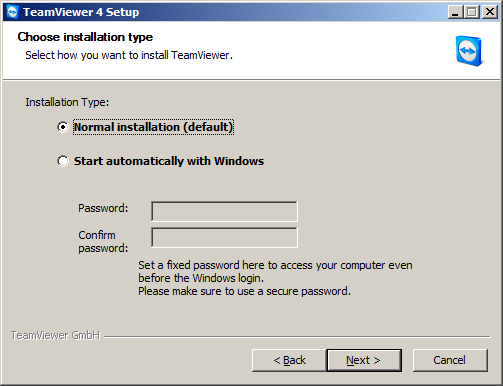 TeamViewer 4 Setup
Choose installation type
Select how you want to install TeamViewer.
Installation Type:
Normal installation (default)
Start automatically with Windows
Password:
Confirm
password:
Set a fixed password here to access your computer even
before the Windows login.
Please make sure to use a secure password.
TeamViewer GmbH
< Back
Next >
Cancel